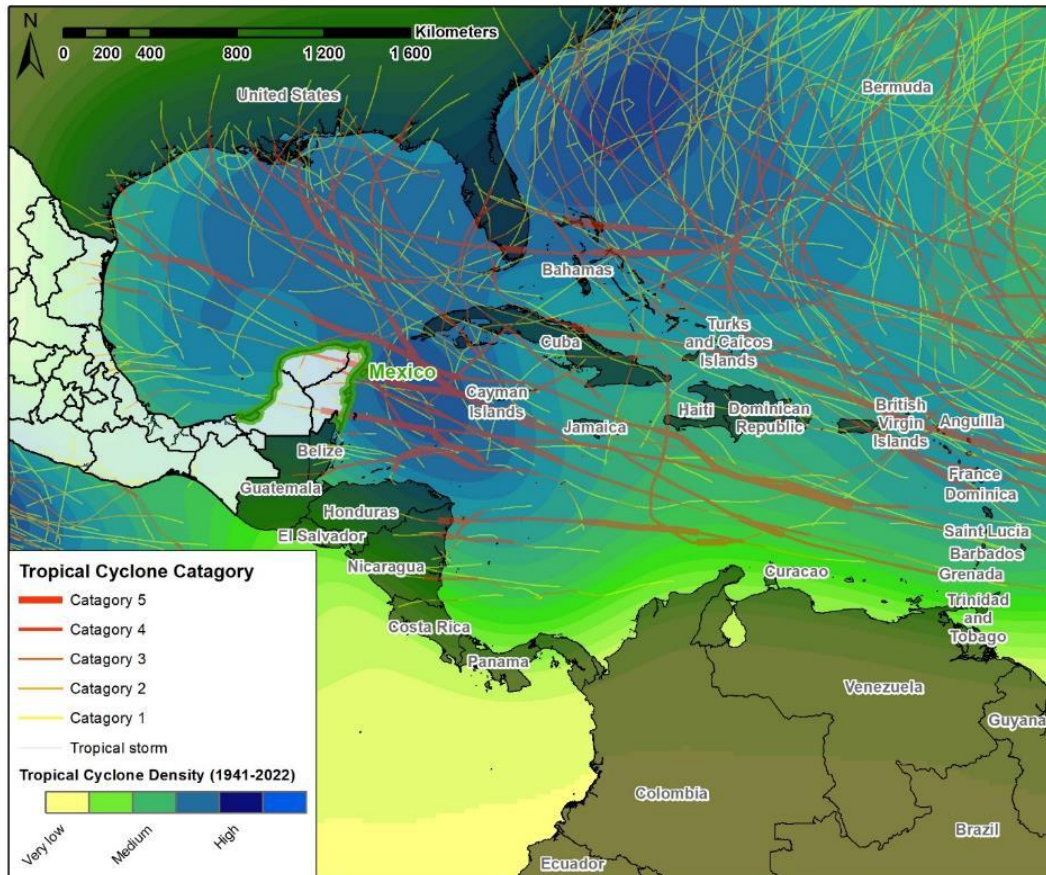 N
Kilometers
0 200 400 800 1 200 1 600
United States
Bermuda
Bahamas
Cuba
Turks
and Caicos
Islands
Mexico
Cayman
Islands
Haiti
Dominican
Republic
British
Virgin
Islands
Anguilla
Jamaica
Belize
France
Dominica
Guatemala
Honduras
El Salvador
Saint Lucia
Barbados
Nicaragua
Curacao
Grenada
Trinidad
and
Tobago
Costa Rica
Panama
Venezuela
Guyana
Colombia
Brazil
Ecuador
Tropical Cyclone Catagory
Catagory 5
Catagory 4
Catagory 3
Catagory 2
Catagory 1
Tropical storm
Tropical Cyclone Density (1941-2022)
Very low
Medium
High